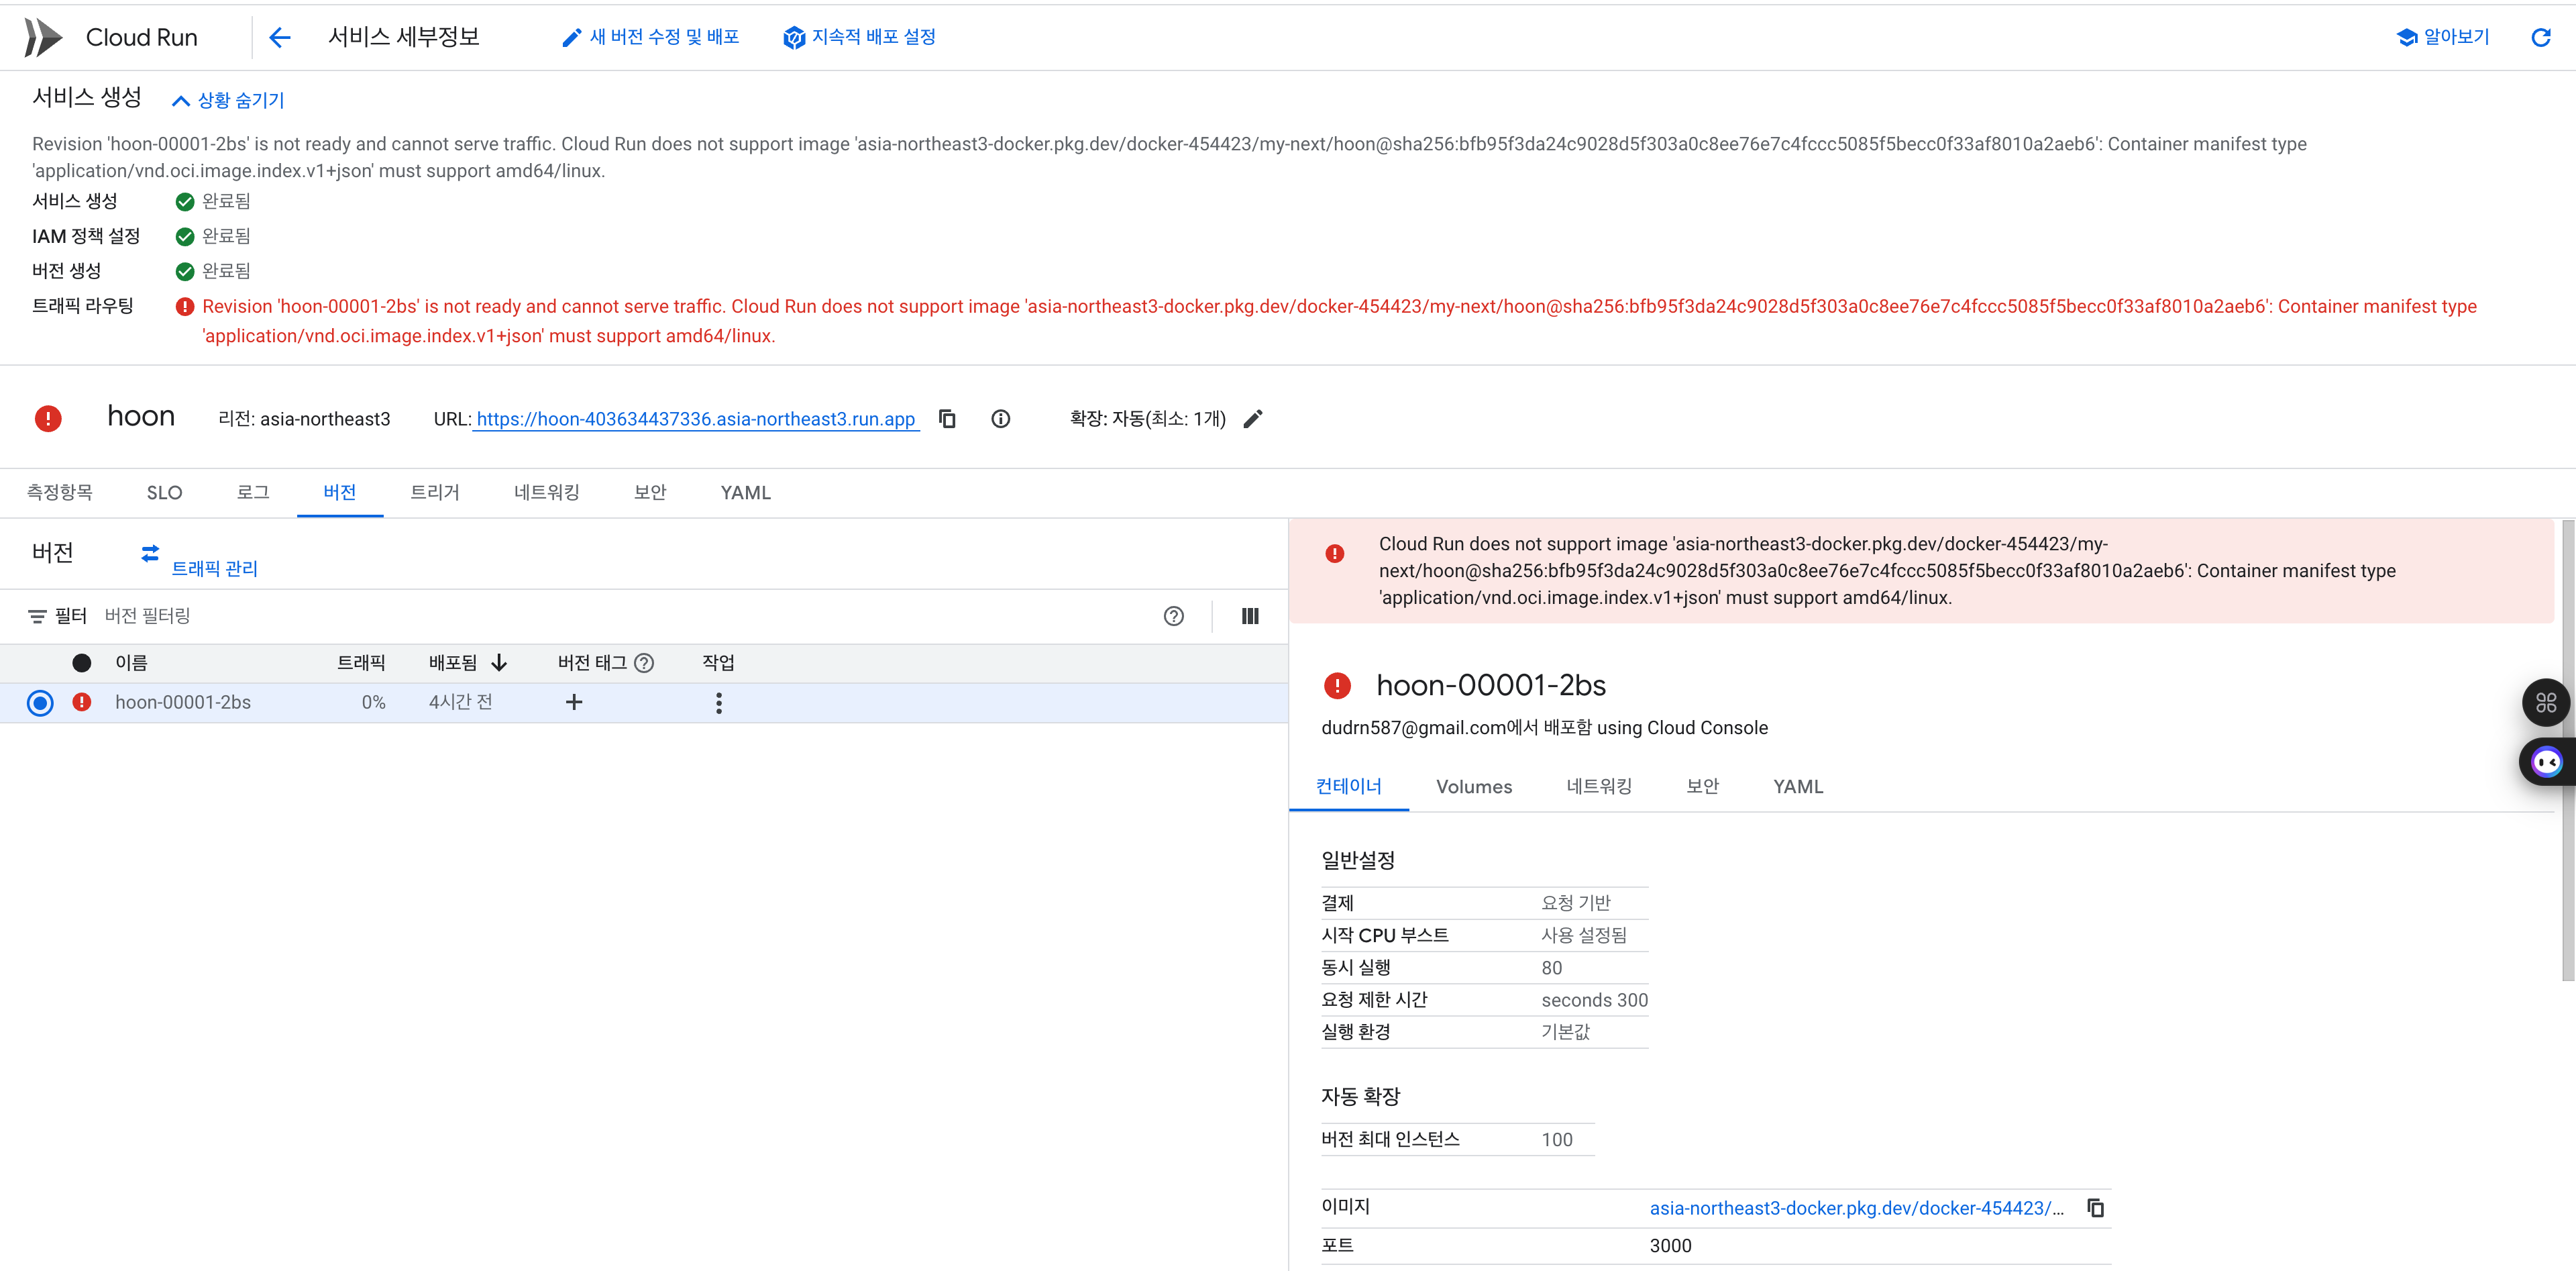 Cloud Run
서비스 세부정보
새 버전 수정 및 배포
지속적 배포 설정
알아보기
서비스 생성
상황 숨기기
Revision 'hoon-00001-2bs' is not ready and cannot serve traffic. Cloud Run does not support image 'asia-northeast3-docker.pkg.dev/docker-454423/my-next/hoon@sha256:bfb95f3da24c9028d5f303a0c8ee76e7c4fccc5085f5becc0f33af8010a2aeb6': Container manifest type
'application/vnd.oci.image.index.v1+json' must support amd64/linux.
서비스 생성 완료됨
IAM 정책 설정 완료됨
버전 생성 완료됨
트래픽 라우팅 Revision 'hoon-00001-2bs' is not ready and cannot serve traffic. Cloud Run does not support image 'asia-northeast3-docker.pkg.dev/docker-454423/my-next/hoon@sha256:bfb95f3da24c9028d5f303a0c8ee76e7c4fccc5085f5becc0f33af8010a2aeb6': Container manifest type
'application/vnd.oci.image.index.v1+json' must support amd64/linux.
hoon
리전: asia-northeast3
URL: https://hoon-403634437336.asia-northeast3.run.app
확장: 자동(최소: 1개)
측정항목 SLO 로그 버전 트리거 네트워킹 보안 YAML
버전
트래픽 관리
필터 버전 필터링
이름 트래픽 배포됨 버전 태그 작업
hoon-00001-2bs 0% 4시간 전
Cloud Run does not support image 'asia-northeast3-docker.pkg.dev/docker-454423/my-
next/hoon@sha256:bfb95f3da24c9028d5f303a0c8ee76e7c4fccc5085f5becc0f33af8010a2aeb6': Container manifest type
'application/vnd.oci.image.index.v1+json' must support amd64/linux.
hoon-00001-2bs
dudrn587@gmail.com에서 배포함 using Cloud Console
컨테이너 Volumes 네트워킹 보안 YAML
일반설정
결제 요청 기반
시작 CPU 부스트 사용 설정됨
동시 실행 80
요청 제한 시간 seconds 300
실행 환경 기본값
자동 확장
버전 최대 인스턴스 100
이미지 asia-northeast3-docker.pkg.dev/docker-454423/...
포트 3000